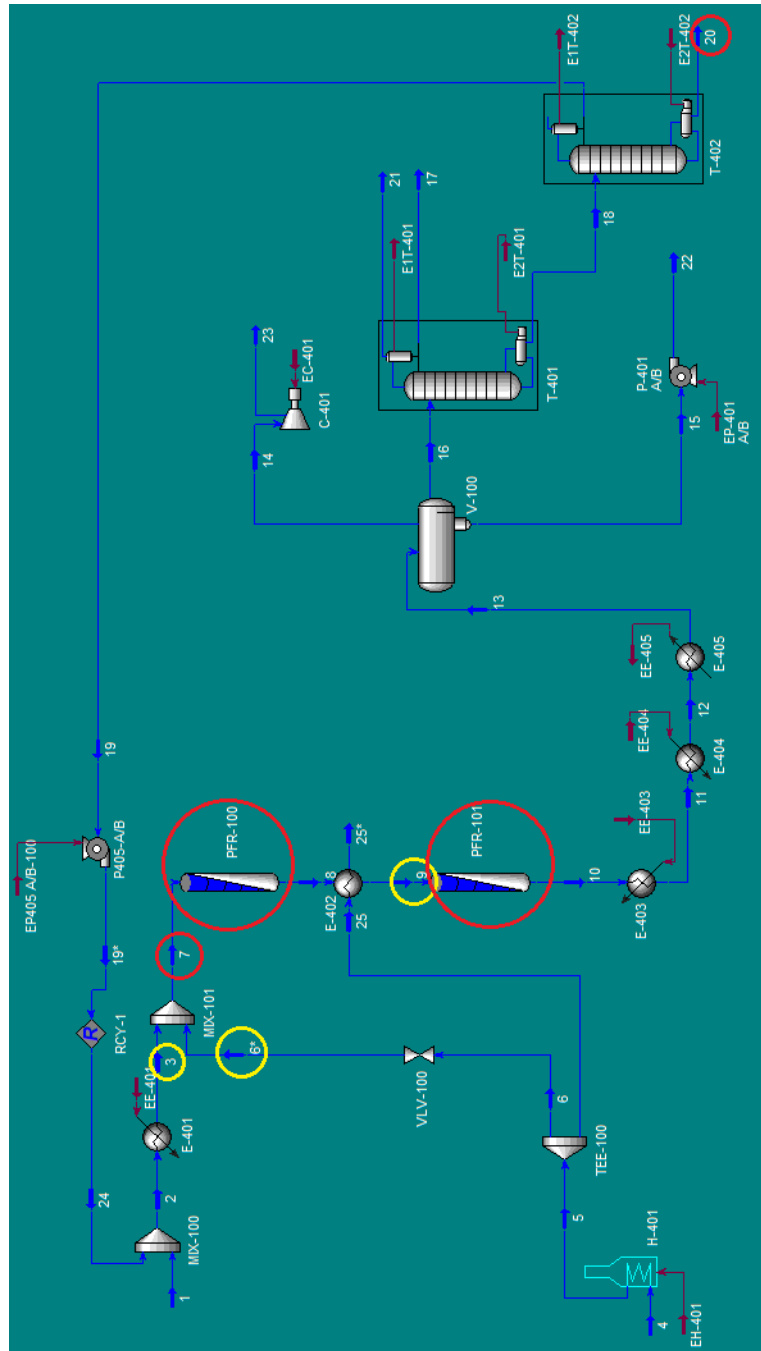 1
MIX-100
2
24
E-401
EE-401
3
MIX-101
7
RCY-1
R
19*
P405-A/B
EP405 A/B-100
19
4
EH-401
H-401
5
TEE-100
6
VLV-100
6*
PFR-100
8
E-402
25
25*
9
PFR-101
10
E-403
EE-403
11
E-404
EE-404
12
E-405
EE-405
13
V-100
14
C-401
EC-401
23
16
15
EP-401
A/B
P-401
A/B
22
T-401
E1T-401
E2T-401
21
17
18
T-402
E1T-402
E2T-402
20